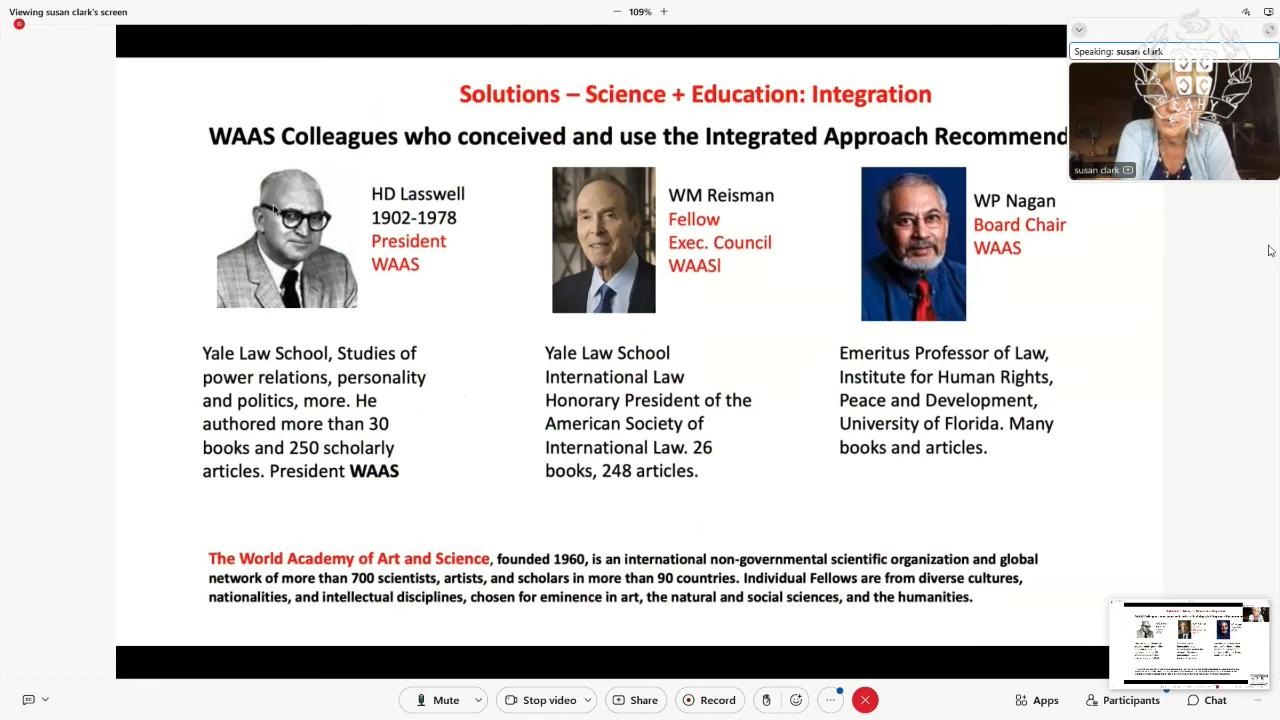 Viewing susan clark's screen
109%
Speaking: susan clark
susan clark
CAHY
Solutions – Science + Education: Integration
WAAS Colleagues who conceived and use the Integrated Approach Recommend
HD Lasswell
1902-1978
President
WAAS
WM Reisman
Fellow
Exec. Council
WAASl
WP Nagan
Board Chair
WAAS
Yale Law School, Studies of
power relations, personality
and politics, more. He
authored more than 30
books and 250 scholarly
articles. President WAAS
Yale Law School
International Law
Honorary President of the
American Society of
International Law. 26
books, 248 articles.
Emeritus Professor of Law,
Institute for Human Rights,
Peace and Development,
University of Florida. Many
books and articles.
The World Academy of Art and Science, founded 1960, is an international non-governmental scientific organization and global
network of more than 700 scientists, artists, and scholars in more than 90 countries. Individual Fellows are from diverse cultures,
nationalities, and intellectual disciplines, chosen for eminence in art, the natural and social sciences, and the humanities.
Mute
Stop video
Share
Record
Apps
Participants
Chat